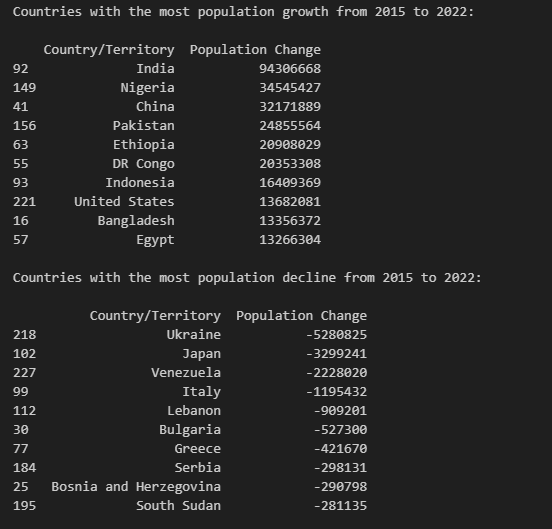 Countries with the most population growth from 2015 to 2022:
Country/Territory Population Change
92 India 94306668
149 Nigeria 34545427
41 China 32171889
156 Pakistan 24855564
63 Ethiopia 20908029
55 DR Congo 20353308
93 Indonesia 16409369
221 United States 13682081
16 Bangladesh 13356372
57 Egypt 13266304
Countries with the most population decline from 2015 to 2022:
Country/Territory Population Change
218 Ukraine -5280825
102 Japan -3299241
227 Venezuela -2228020
99 Italy -1195432
112 Lebanon -909201
30 Bulgaria -527300
77 Greece -421670
184 Serbia -298131
25 Bosnia and Herzegovina -290798
195 South Sudan -281135